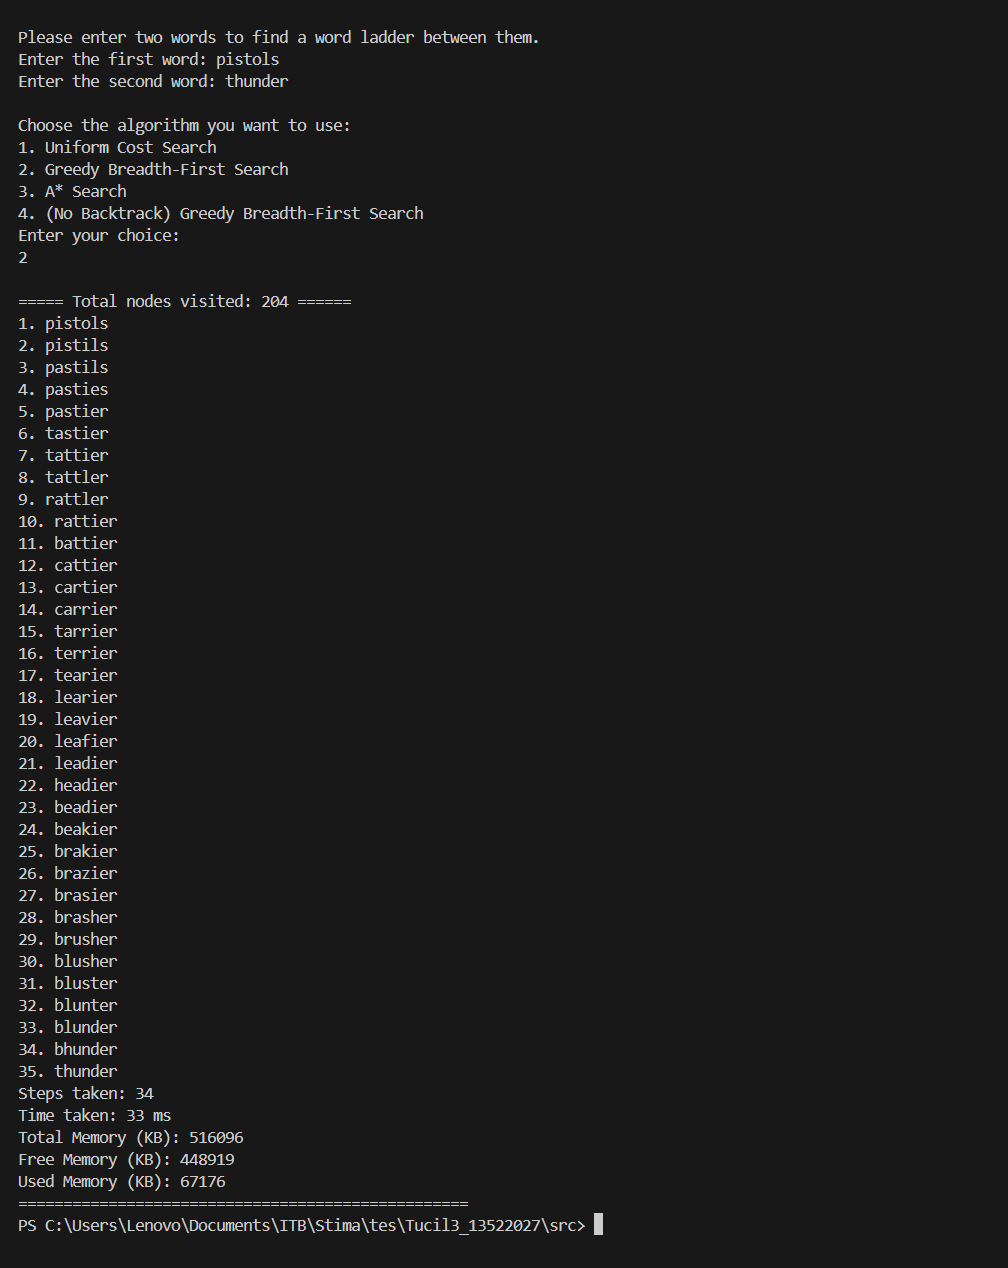 Please enter two words to find a word ladder between them.
Enter the first word: pistols
Enter the second word: thunder
Choose the algorithm you want to use:
1. Uniform Cost Search
2. Greedy Breadth-First Search
3. A* Search
4. (No Backtrack) Greedy Breadth-First Search
Enter your choice:
2
===== Total nodes visited: 204 ======
1. pistols
2. pistils
3. pastils
4. pasties
5. pastier
6. tastier
7. tattier
8. tattler
9. rattler
10. rattier
11. battier
12. cattier
13. cartier
14. carrier
15. tarrier
16. terrier
17. tearier
18. learier
19. leavier
20. leafier
21. leadier
22. headier
23. beadier
24. beakier
25. brakier
26. brazier
27. brasier
28. brasher
29. brusher
30. blusher
31. bluster
32. blunter
33. blunder
34. bhunder
35. thunder
Steps taken: 34
Time taken: 33 ms
Total Memory (KB): 516096
Free Memory (KB): 448919
Used Memory (KB): 67176
==================================================
PS C:\Users\Lenovo\Documents\ITB\Stima\tes\Tucil3_13522027\src>